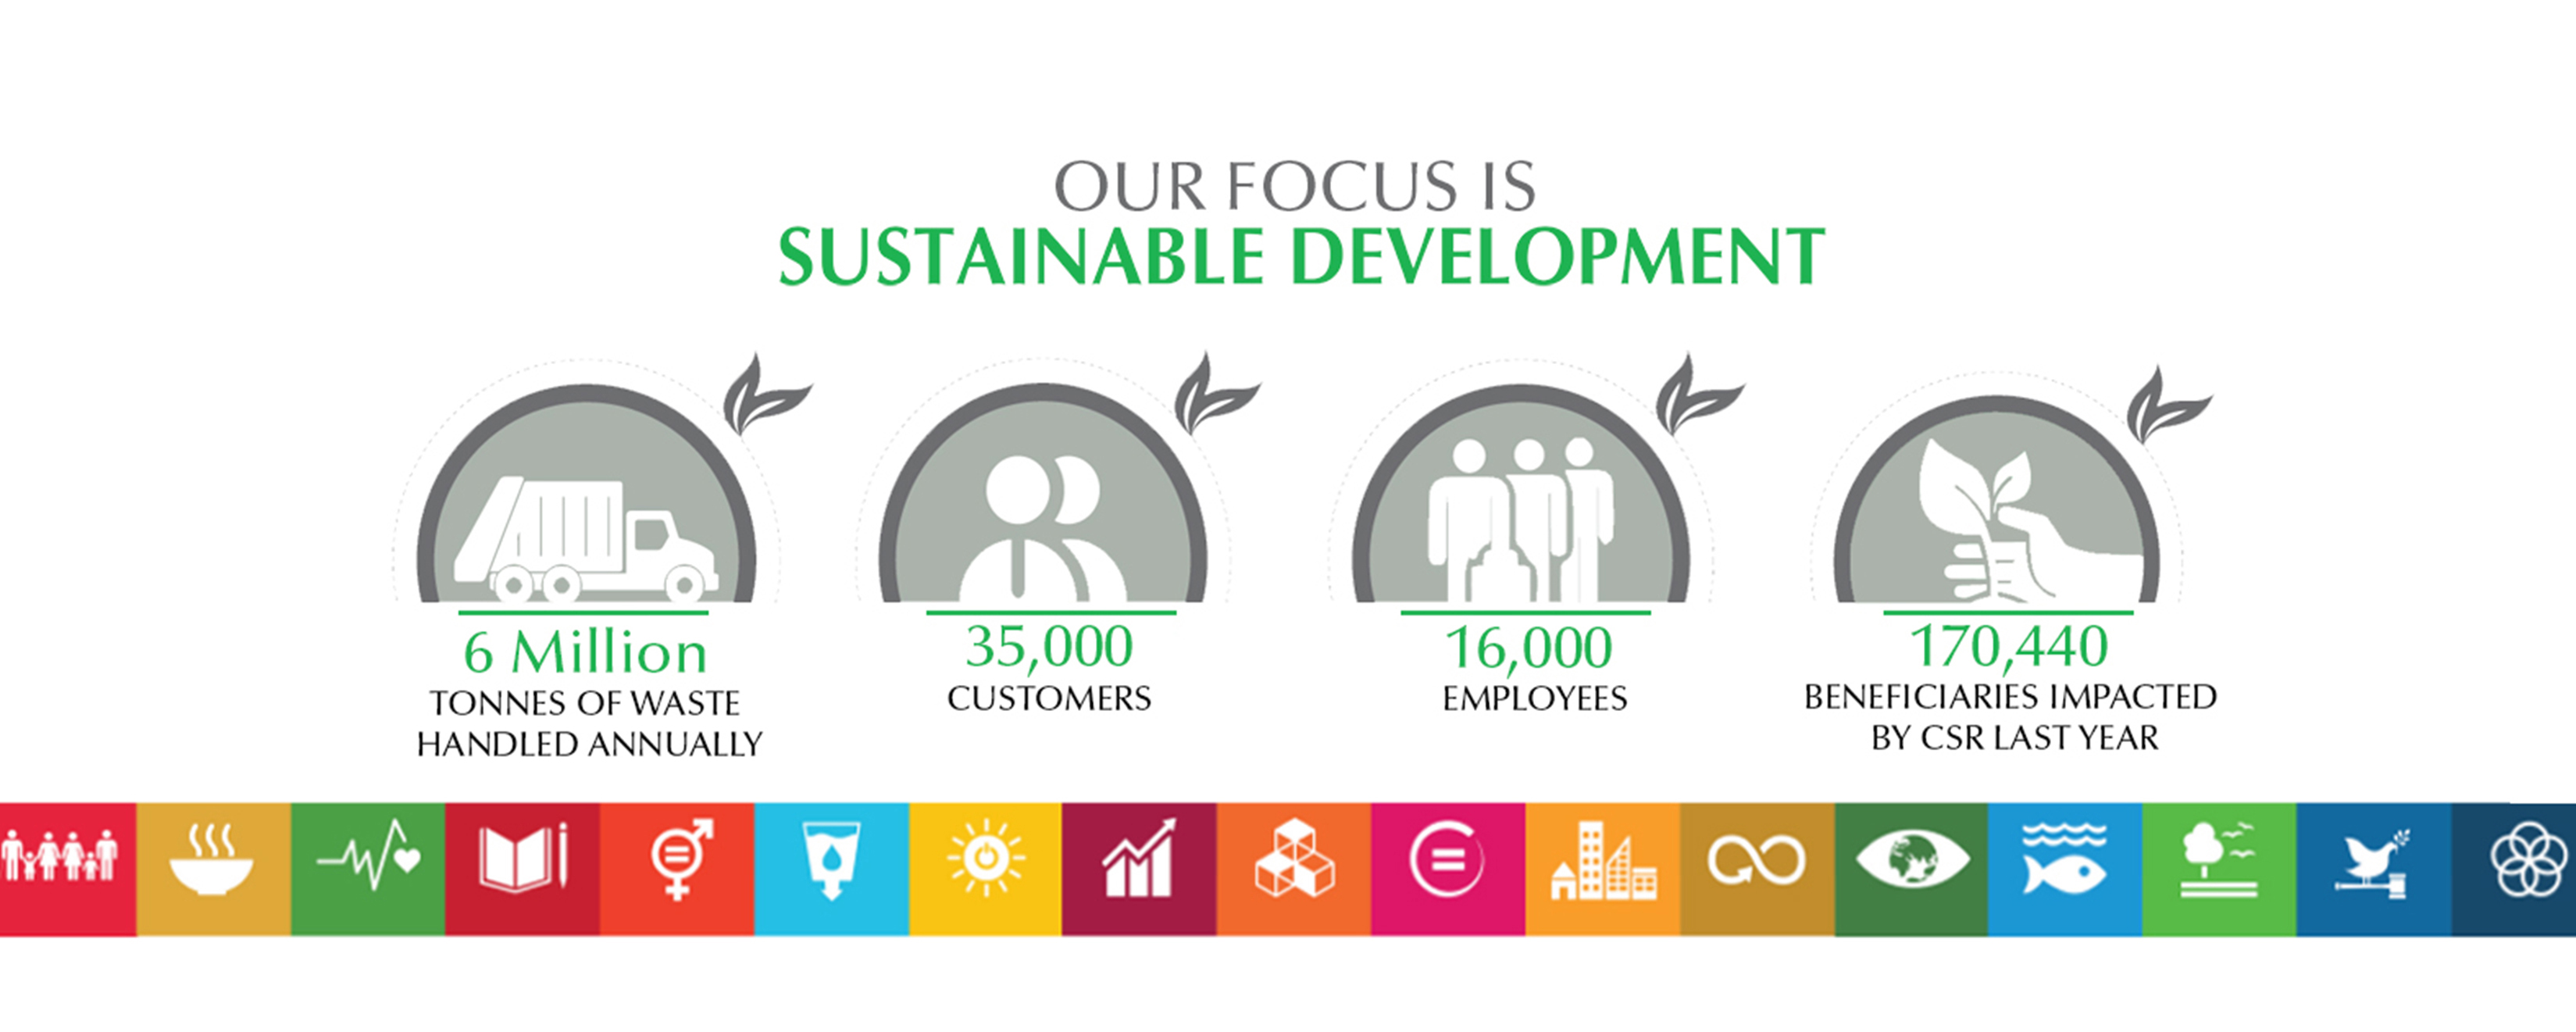 OUR FOCUS IS
SUSTAINABLE DEVELOPMENT
6 Million
TONNES OF WASTE
HANDLED ANNUALLY
35,000
CUSTOMERS
16,000
EMPLOYEES
170,440
BENEFICIARIES IMPACTED
BY CSR LAST YEAR